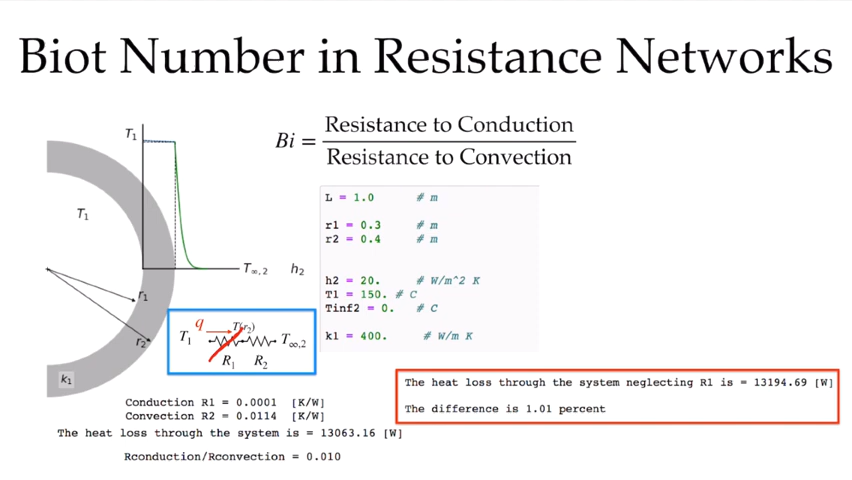 Biot Number in Resistance Networks
T1
Bi = Resistance to Conduction
Resistance to Convection
T1
T∞,2 h2
r1
r2
k1
L = 1.0 # m
r1 = 0.3 # m
r2 = 0.4 # m
h2 = 20. # W/m^2 K
T1 = 150. # C
Tinf2 = 0. # C
k1 = 400. # W/m K
q
T(r2)
T1 T∞,2
R1 R2
Conduction R1 = 0.0001 [K/W]
Convection R2 = 0.0114 [K/W]
The heat loss through the system is = 13063.16 [W]
Rconduction/Rconvection = 0.010
The heat loss through the system neglecting R1 is = 13194.69 [W]
The difference is 1.01 percent